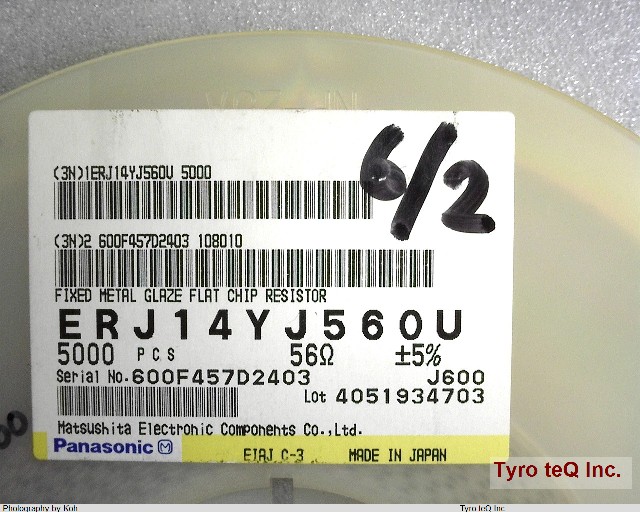 6/2
(3N)1ERJ14YJ560U 5000
(3N)2 600F457D2403 108010
FIXED METAL GLAZE FLAT CHIP RESISTOR
ERJ14YJ560U
5000 PCS 56Ω ±5%
Serial No.600F457D2403 J600
Lot 4051934703
Matsushita Electronic Components Co.,Ltd.
Panasonic M EIAJ C-3 MADE IN JAPAN
Tyro teQ Inc.
Photography by Koh Tyro teQ Inc